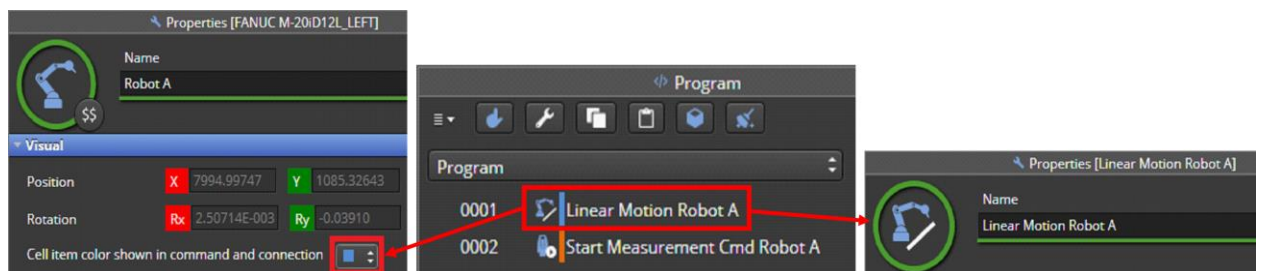 Properties [FANUC M-20iD12L_LEFT]
Name
Robot A
$$
Visual
Position X 7994.99747 Y 1085.32643
Rotation Rx 2.50714E-003 Ry -0.03910
Cell item color shown in command and connection
</> Program
Program
0001 Linear Motion Robot A
0002 Start Measurement Cmd Robot A
Properties [Linear Motion Robot A]
Name
Linear Motion Robot A